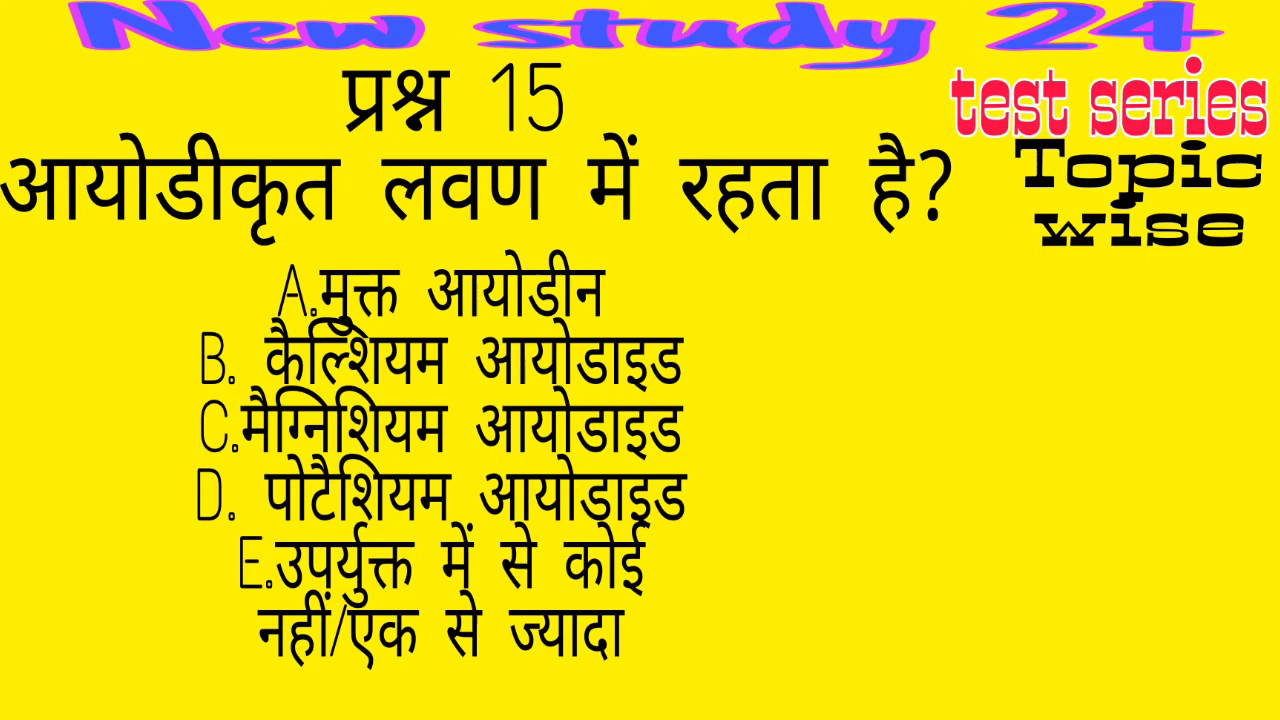 New study 24
test series
Topic
wise
प्रश्न 15
आयोडीकृत लवण में रहता है?
A.मुक्त आयोडीन
B. कैल्शियम आयोडाइड
C.मैग्निशियम आयोडाइड
D. पोटैशियम आयोडाइड
E.उपर्युक्त में से कोई
नहीं/एक से ज्यादा